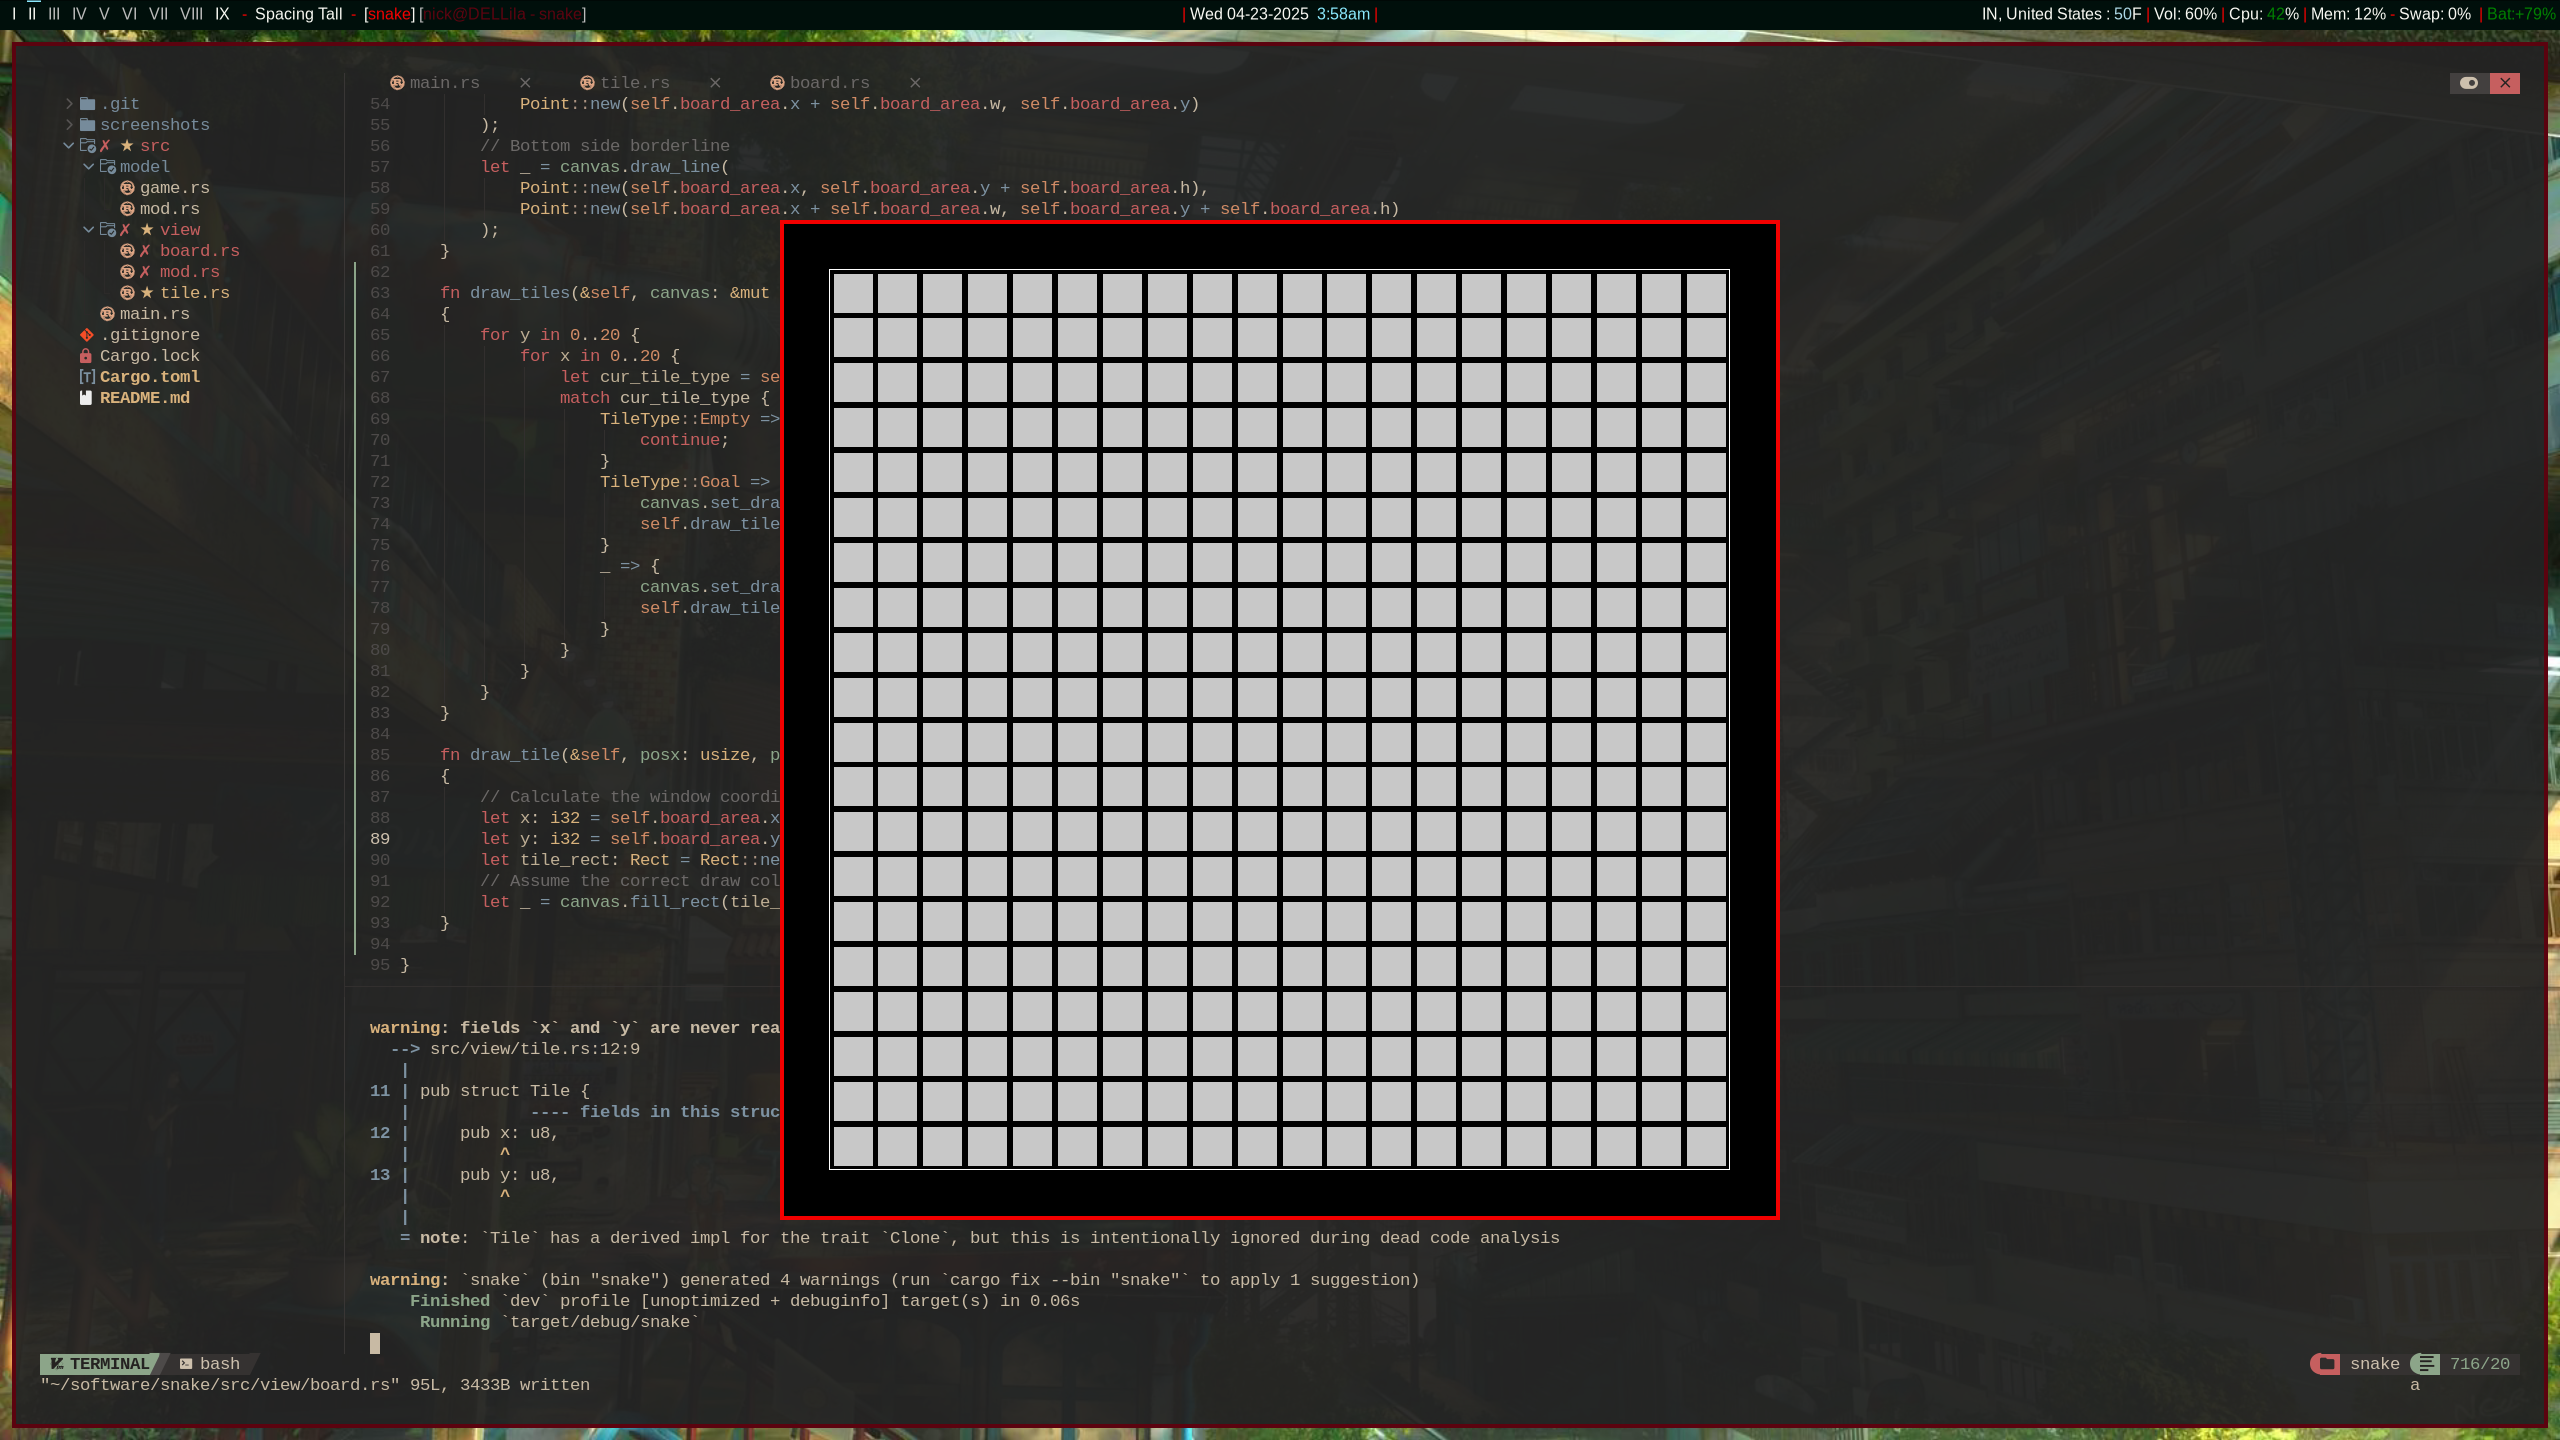 I II III IV V VI VII VIII IX - Spacing Tall - [snake] [nick@DELLila - snake] | Wed 04-23-2025 3:58am | IN, United States : 50F | Vol: 60% | Cpu: 42% | Mem: 12% - Swap: 0% | Bat:+79%
main.rs × tile.rs × board.rs ×
.git
screenshots
src
model
game.rs
mod.rs
view
board.rs
mod.rs
tile.rs
main.rs
.gitignore
Cargo.lock
Cargo.toml
README.md
54 Point::new(self.board_area.x + self.board_area.w, self.board_area.y)
55 );
56 // Bottom side borderline
57 let _ = canvas.draw_line(
58 Point::new(self.board_area.x, self.board_area.y + self.board_area.h),
59 Point::new(self.board_area.x + self.board_area.w, self.board_area.y + self.board_area.h)
60 );
61 }
62
63 fn draw_tiles(&self, canvas: &mut
64 {
65 for y in 0..20 {
66 for x in 0..20 {
67 let cur_tile_type = se
68 match cur_tile_type {
69 TileType::Empty =>
70 continue;
71 }
72 TileType::Goal =>
73 canvas.set_dra
74 self.draw_tile
75 }
76 _ => {
77 canvas.set_dra
78 self.draw_tile
79 }
80 }
81 }
82 }
83 }
84
85 fn draw_tile(&self, posx: usize, p
86 {
87 // Calculate the window coordi
88 let x: i32 = self.board_area.x
89 let y: i32 = self.board_area.y
90 let tile_rect: Rect = Rect::ne
91 // Assume the correct draw col
92 let _ = canvas.fill_rect(tile_
93 }
94
95 }
warning: fields `x` and `y` are never rea
--> src/view/tile.rs:12:9
|
11 | pub struct Tile {
| ---- fields in this struc
12 | pub x: u8,
| ^
13 | pub y: u8,
| ^
|
= note: `Tile` has a derived impl for the trait `Clone`, but this is intentionally ignored during dead code analysis
warning: `snake` (bin "snake") generated 4 warnings (run `cargo fix --bin "snake"` to apply 1 suggestion)
Finished `dev` profile [unoptimized + debuginfo] target(s) in 0.06s
Running `target/debug/snake`
TERMINAL bash snake 716/20
"~/software/snake/src/view/board.rs" 95L, 3433B written a